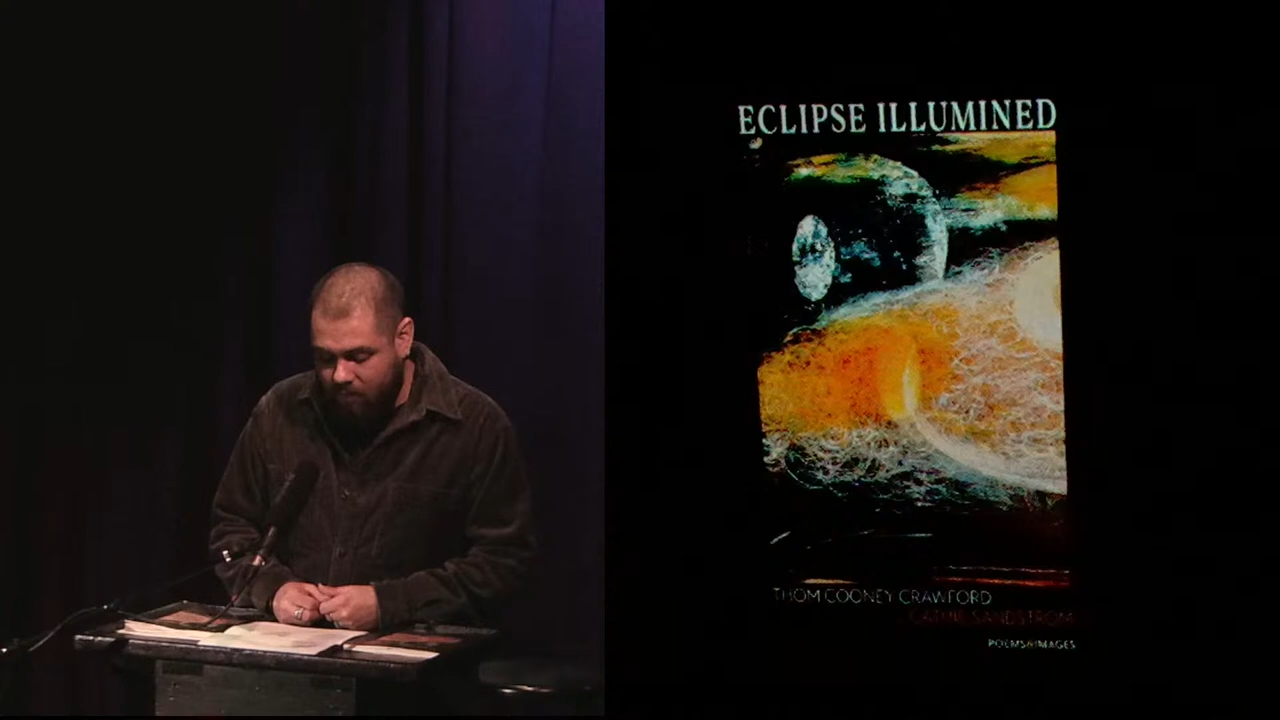 ECLIPSE ILLUMINED
THOM COONEY CRAWFORD
CATHIE SANDSTROM
POEMS&IMAGES